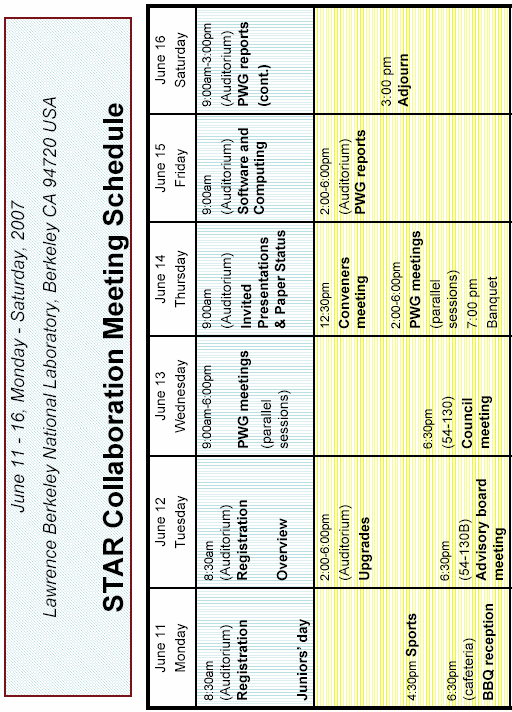 June 11 - 16, Monday - Saturday, 2007
Lawrence Berkeley National Laboratory, Berkeley CA 94720 USA
STAR Collaboration Meeting Schedule
June 11
Monday
June 12
Tuesday
June 13
Wednesday
June 14
Thursday
June 15
Friday
June 16
Saturday
8:30am
(Auditorium)
Registration
Juniors' day
8:30am
(Auditorium)
Registration
Overview
9:00am-6:00pm
PWG meetings
(parallel
sessions)
9:00am
(Auditorium)
Invited
Presentations
& Paper Status
9:00am
(Auditorium)
Software and
Computing
9:00am-3:00pm
(Auditorium)
PWG reports
(cont.)
4:30pm Sports
6:30pm
(cafeteria)
BBQ reception
2:00-6:00pm
(Auditorium)
Upgrades
6:30pm
(54-130B)
Advisory board
meeting
6:30pm
(54-130)
Council
meeting
12:30pm
Conveners
meeting
2:00-6:00pm
PWG meetings
(parallel
sessions)
7:00 pm
Banquet
2:00-6:00pm
(Auditorium)
PWG reports
3:00 pm
Adjourn